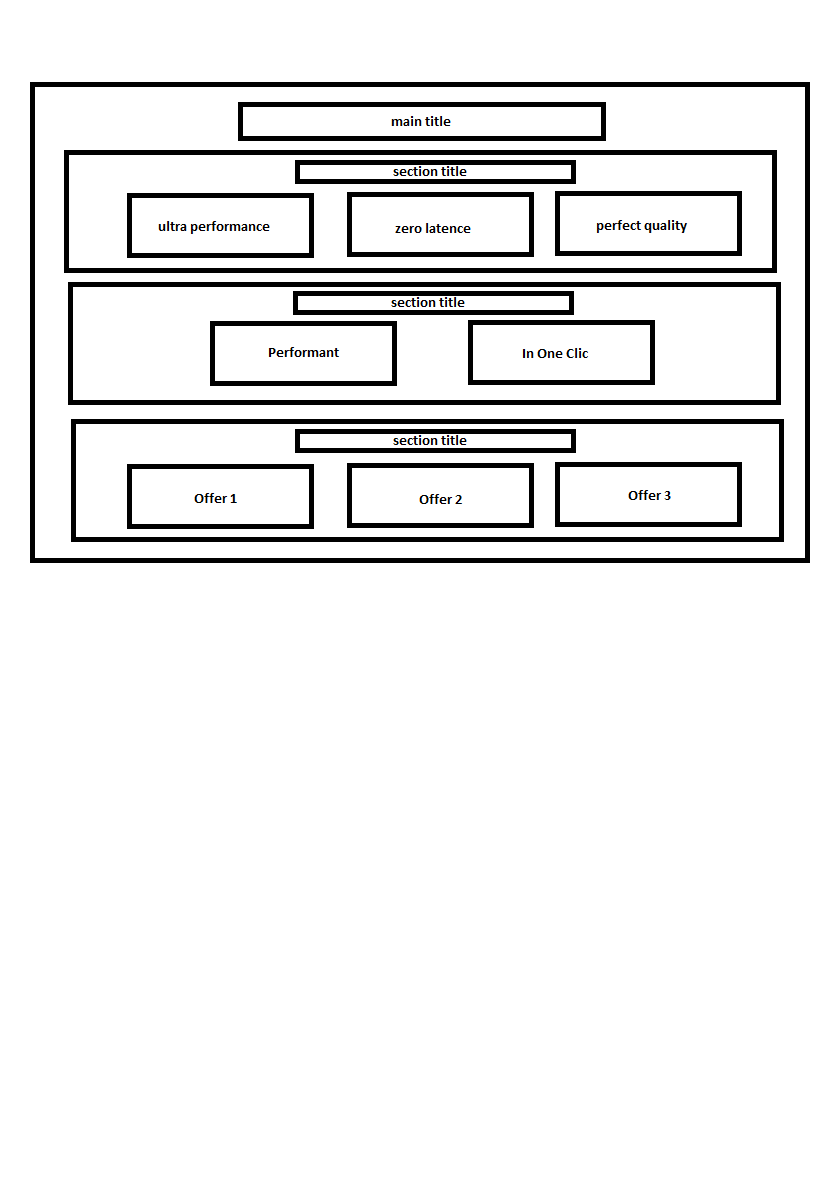 main title
section title
ultra performance
zero latence
perfect quality
section title
Performant
In One Clic
section title
Offer 1
Offer 2
Offer 3